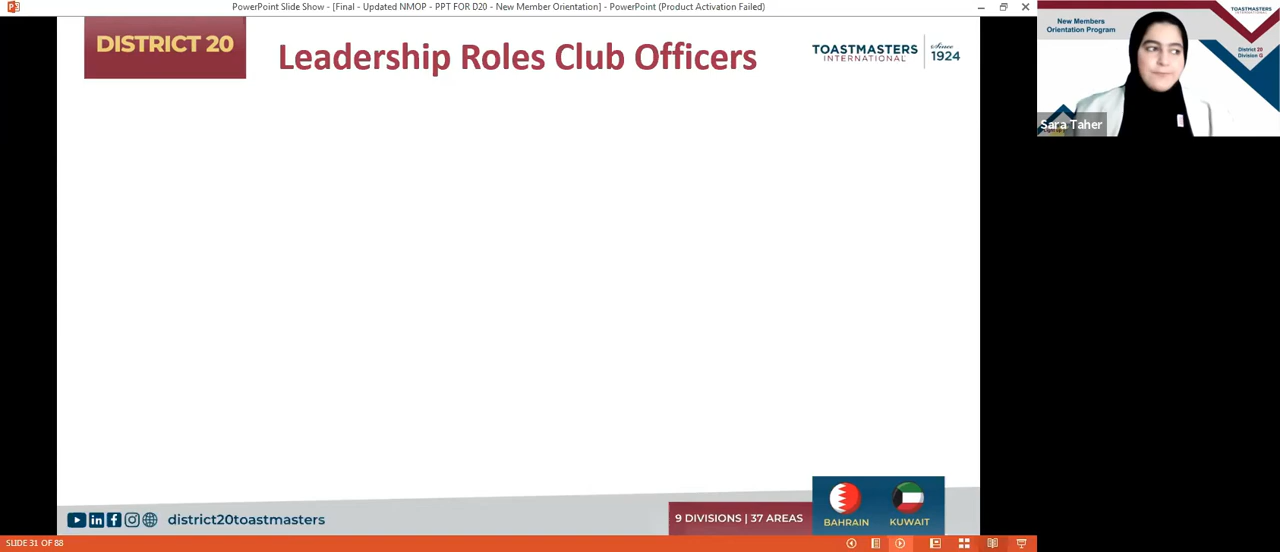 PowerPoint Slide Show - [Final - Updated NMOP - PPT FOR D20 - New Member Orientation] - PowerPoint (Product Activation Failed)
DISTRICT 20
Leadership Roles Club Officers
TOASTMASTERS
INTERNATIONAL
Since
1924
New Members
Orientation Program
TOASTMASTERS
INTERNATIONAL
District 20
Division G
Sara Taher
district20toastmasters
9 DIVISIONS | 37 AREAS
BAHRAIN
KUWAIT
SLIDE 31 OF 88